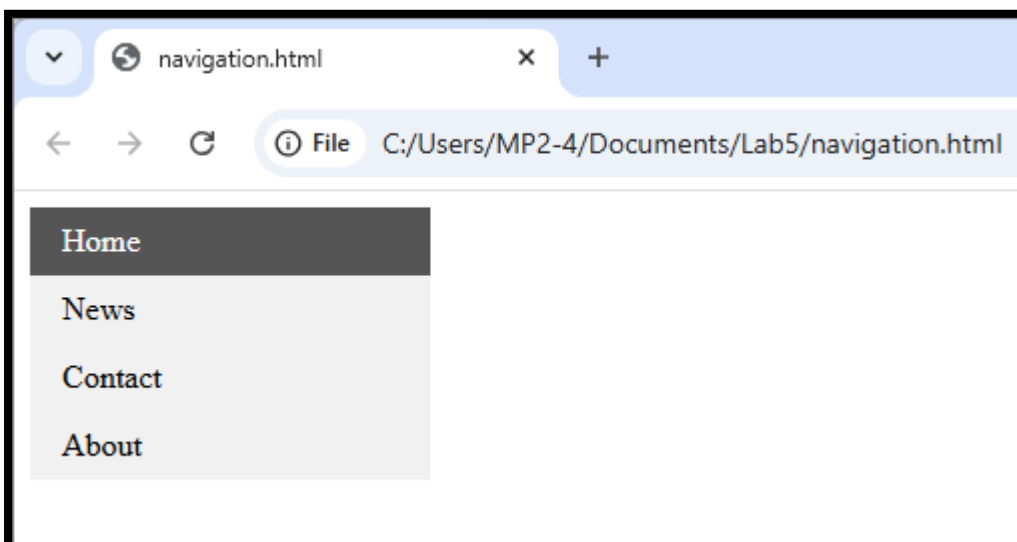 navigation.html
File C:/Users/MP2-4/Documents/Lab5/navigation.html
Home
News
Contact
About